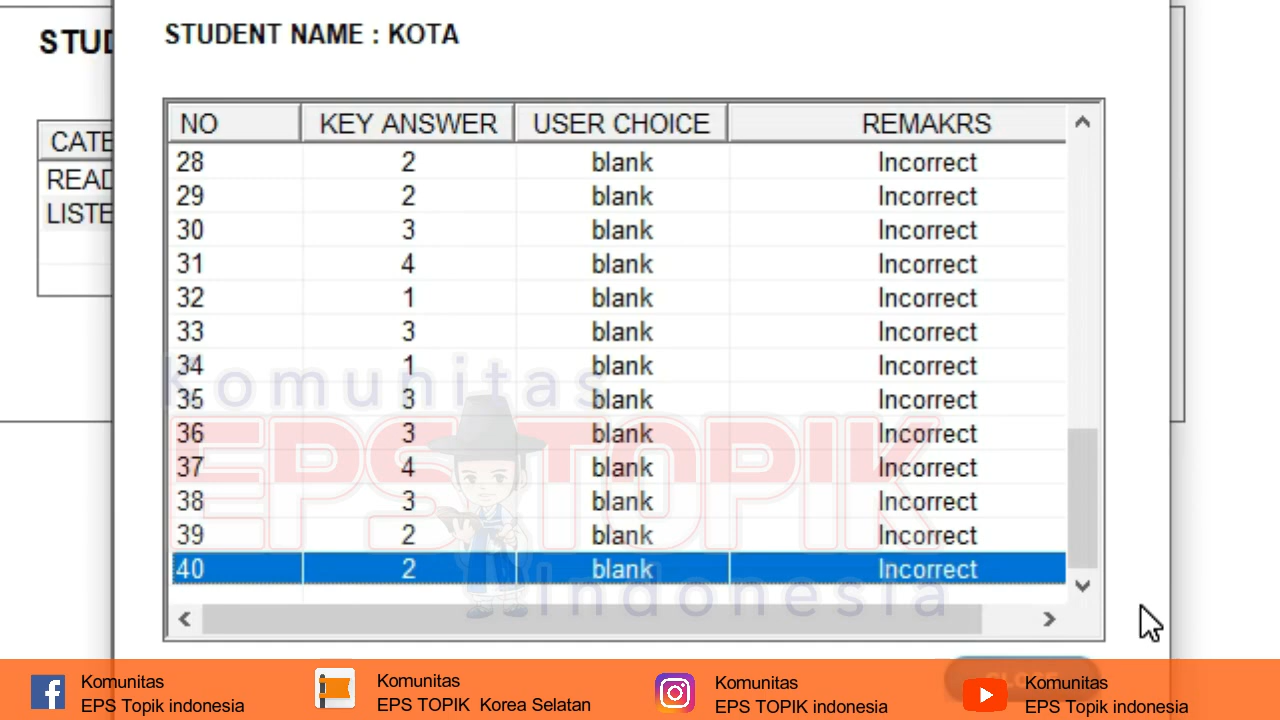 STUDENT NAME : KOTA
STUD
CATE
READ
LISTE
NO KEY ANSWER USER CHOICE REMAKRS
28 2 blank Incorrect
29 2 blank Incorrect
30 3 blank Incorrect
31 4 blank Incorrect
32 1 blank Incorrect
33 3 blank Incorrect
34 1 blank Incorrect
35 3 blank Incorrect
36 3 blank Incorrect
37 4 blank Incorrect
38 3 blank Incorrect
39 2 blank Incorrect
40 2 blank Incorrect
Komunitas
EPS TOPIK
Indonesia
Komunitas
EPS Topik indonesia
Komunitas
EPS TOPIK Korea Selatan
Komunitas
EPS TOPIK indonesia
Komunitas
EPS Topik indonesia